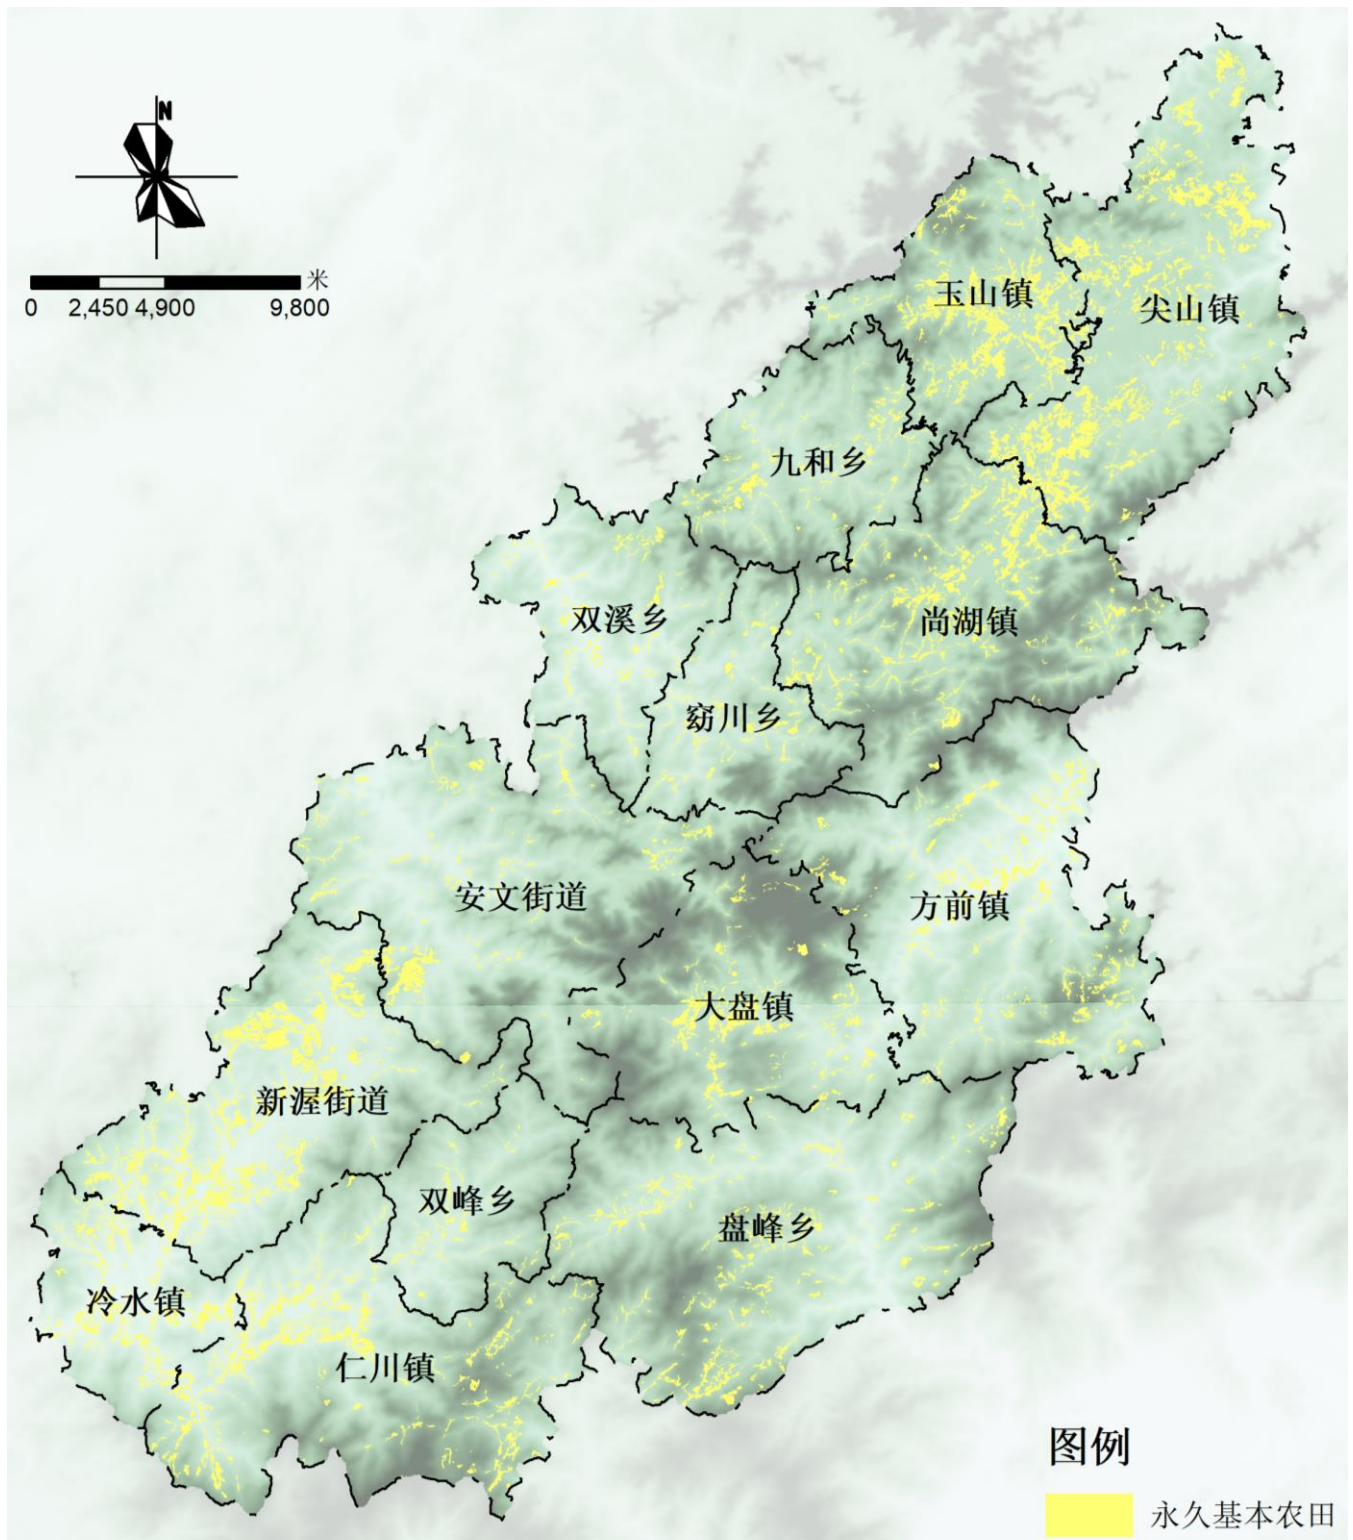 N
米
0 2,450 4,900 9,800
玉山镇
尖山镇
九和乡
双溪乡
尚湖镇
窈川乡
安文街道
方前镇
大盘镇
新渥街道
双峰乡
盘峰乡
冷水镇
仁川镇
图例
永久基本农田